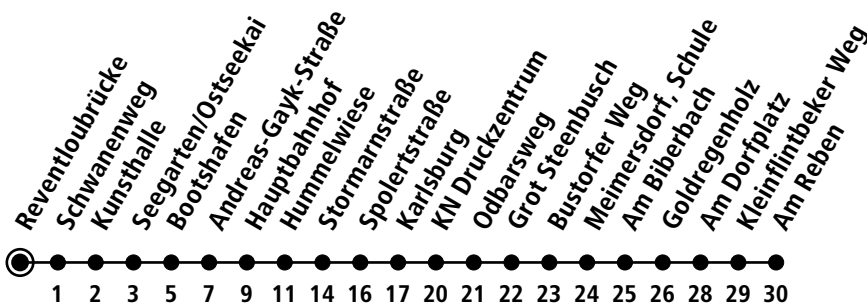 Reventloubrücke
Schwanenweg
Kunsthalle
Seegarten/Ostseekai
Bootshafen
Andreas-Gayk-Straße
Hauptbahnhof
Hummelwiese
Stormarnstraße
Spolertstraße
Karlsburg
KN Druckzentrum
Odbarsweg
Grot Steenbusch
Bustorfer Weg
Meimersdorf, Schule
Am Biberbach
Goldregenholz
Am Dorfplatz
Kleinflintbeker Weg
Am Reben
1 2 3 5 7 9 11 14 16 17 20 21 22 23 24 25 26 28 29 30